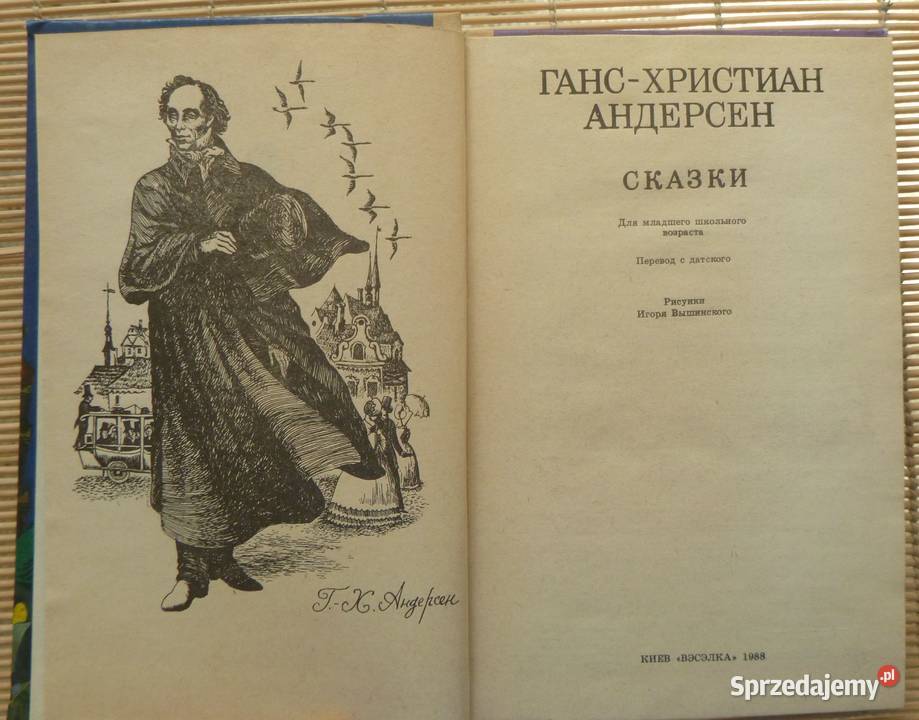 Г.-Х. Андерсен
ГАНС-ХРИСТИАН
АНДЕРСЕН
СКАЗКИ
Для младшего школьного
возраста
Перевод с датского
Рисунки
Игоря Вышинского
КИЕВ «ВЭСЭЛКА» 1988
Sprzedajemy.pl